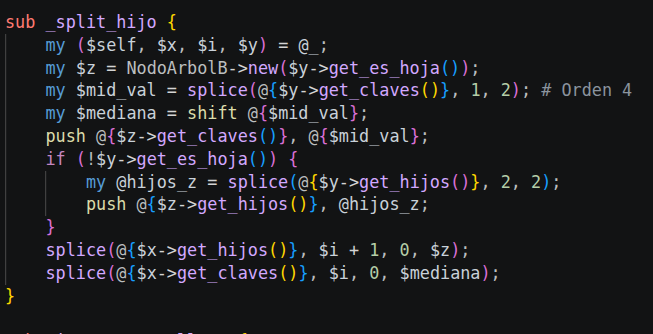 sub _split_hijo {
    my ($self, $x, $i, $y) = @_;
    my $z = NodoArbolB->new($y->get_es_hoja());
    my $mid_val = splice(@{$y->get_claves()}, 1, 2); # Orden 4
    my $mediana = shift @{$mid_val};
    push @{$z->get_claves()}, @{$mid_val};
    if (!$y->get_es_hoja()) {
        my @hijos_z = splice(@{$y->get_hijos()}, 2, 2);
        push @{$z->get_hijos()}, @hijos_z;
    }
    splice(@{$x->get_hijos()}, $i + 1, 0, $z);
    splice(@{$x->get_claves()}, $i, 0, $mediana);
}